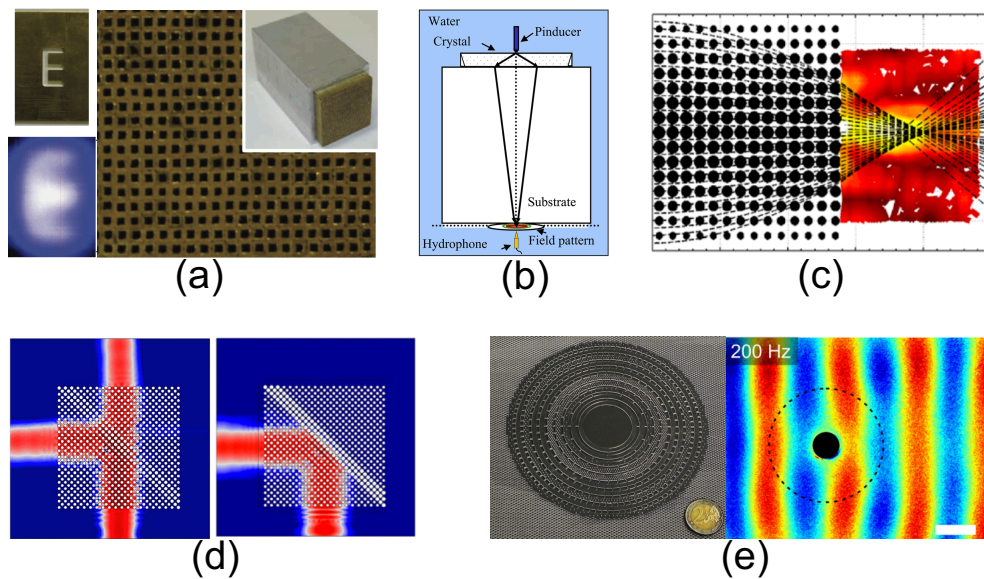 E
(a)
Water
Crystal
Pinducer
Substrate
Hydrophone
Field pattern
(b)
(c)
(d)
200 Hz
(e)